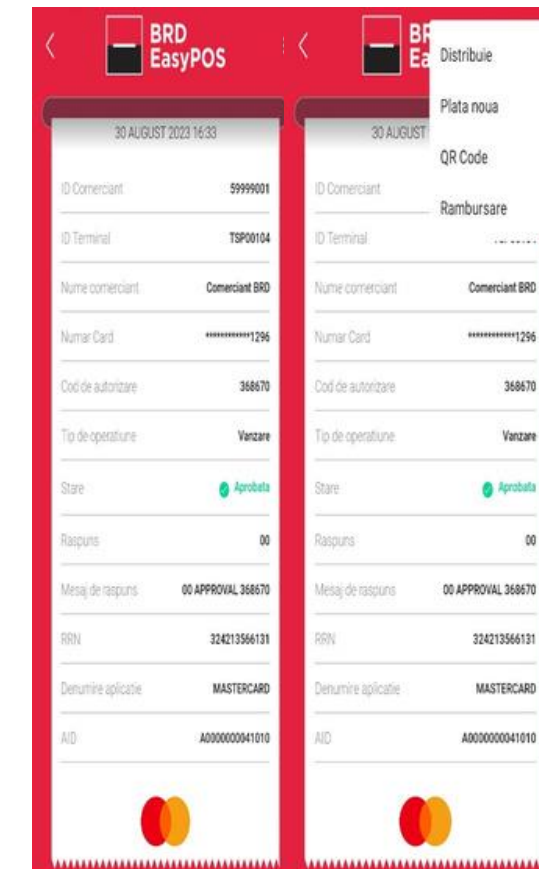 BRD
EasyPOS
30 AUGUST 2023 16:33
ID Comerciant 59999001
ID Terminal TSP00104
Nume comerciant Comerciant BRD
Numar Card ************1296
Cod de autorizare 368670
Tip de operatiune Vanzare
Stare Aprobata
Raspuns 00
Mesaj de raspuns 00 APPROVAL 368670
RRN 324213566131
Denumire aplicatie MASTERCARD
AID A0000000041010
Distribuie
Plata noua
QR Code
Rambursare
30 AUGUST
ID Comerciant
ID Terminal
Nume comerciant Comerciant BRD
Numar Card ************1296
Cod de autorizare 368670
Tip de operatiune Vanzare
Stare Aprobata
Raspuns 00
Mesaj de raspuns 00 APPROVAL 368670
RRN 324213566131
Denumire aplicatie MASTERCARD
AID A0000000041010